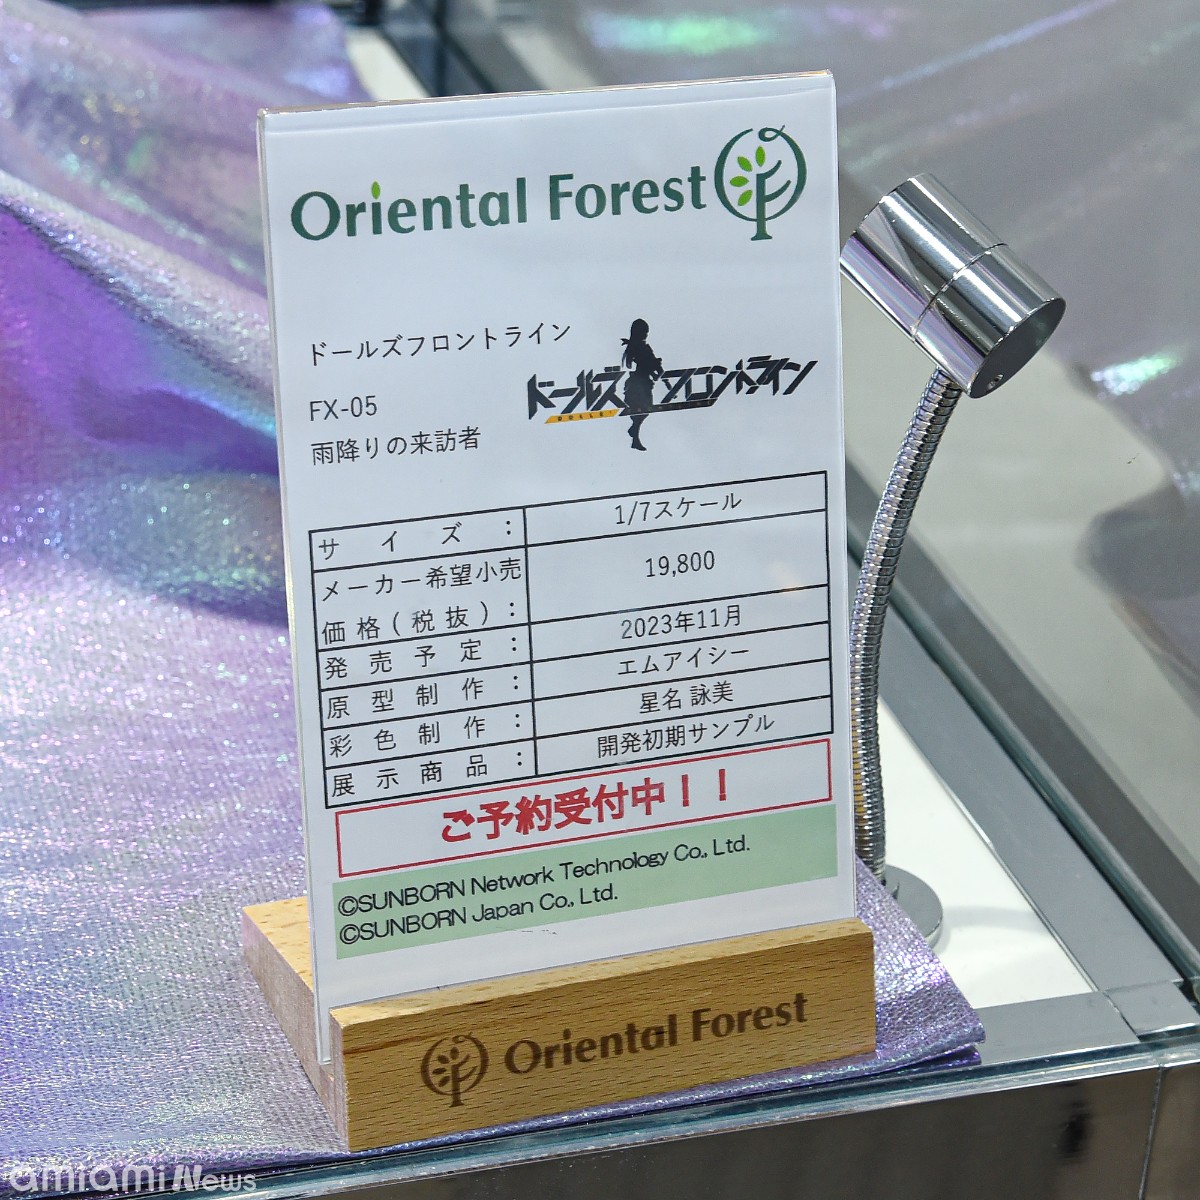 Oriental Forest
ドールズフロントライン
ドールズフロントライン
FX-05
雨降りの来訪者
サイズ： 1/7スケール
メーカー希望小売価格(税抜)： 19,800
発売予定： 2023年11月
原型制作： エムアイシー
彩色制作： 星名 詠美
展示商品： 開発初期サンプル
ご予約受付中！！
©SUNBORN Network Technology Co., Ltd.
©SUNBORN Japan Co., Ltd.
Oriental Forest
amiami News